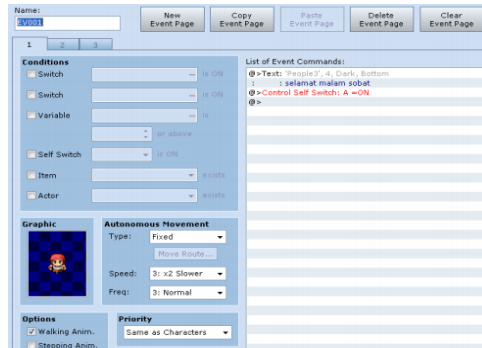 Name:
EV001
New Event Page
Copy Event Page
Paste Event Page
Delete Event Page
Clear Event Page
1 2 3
Conditions
Switch ... is ON
Switch ... is ON
Variable ... is
or above
Self Switch is ON
Item exists
Actor exists
Graphic
Autonomous Movement
Type: Fixed
Move Route...
Speed: 3: x2 Slower
Freq: 3: Normal
Options
Walking Anim.
Stepping Anim.
Priority
Same as Characters
List of Event Commands:
@>Text: 'People3', 4, Dark, Bottom
: : selamat malam sobat
@>Control Self Switch: A =ON
@>